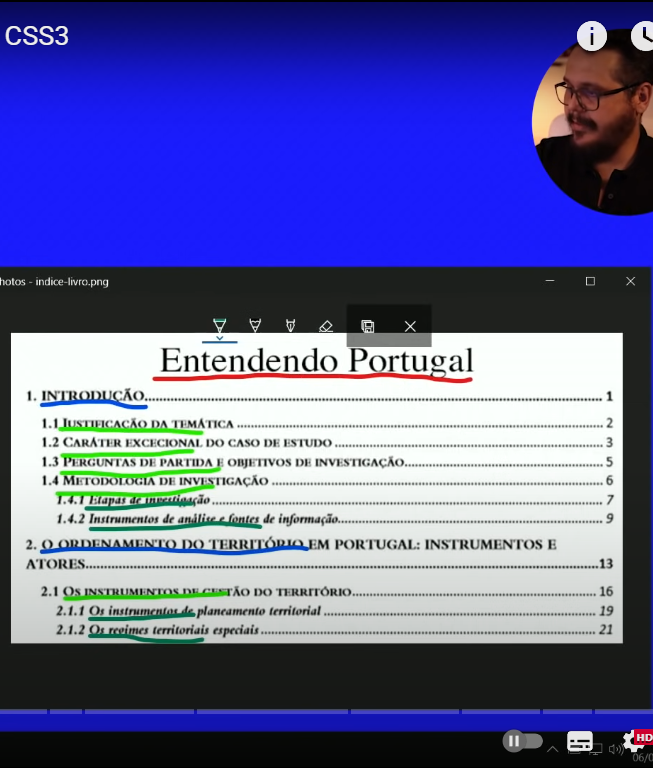 CSS3
hotos - indice-livro.png
Entendendo Portugal
1. INTRODUÇÃO 1
1.1 JUSTIFICAÇÃO DA TEMÁTICA 2
1.2 CARÁTER EXCECIONAL DO CASO DE ESTUDO 3
1.3 PERGUNTAS DE PARTIDA E OBJETIVOS DE INVESTIGAÇÃO 5
1.4 METODOLOGIA DE INVESTIGAÇÃO 6
1.4.1 Etapas de investigação 7
1.4.2 Instrumentos de análise e fontes de informação 9
2. O ORDENAMENTO DO TERRITÓRIO EM PORTUGAL: INSTRUMENTOS E
ATORES 13
2.1 OS INSTRUMENTOS DE GESTÃO DO TERRITÓRIO 16
2.1.1 Os instrumentos de planeamento territorial 19
2.1.2 Os regimes territoriais especiais 21
HD
06/0